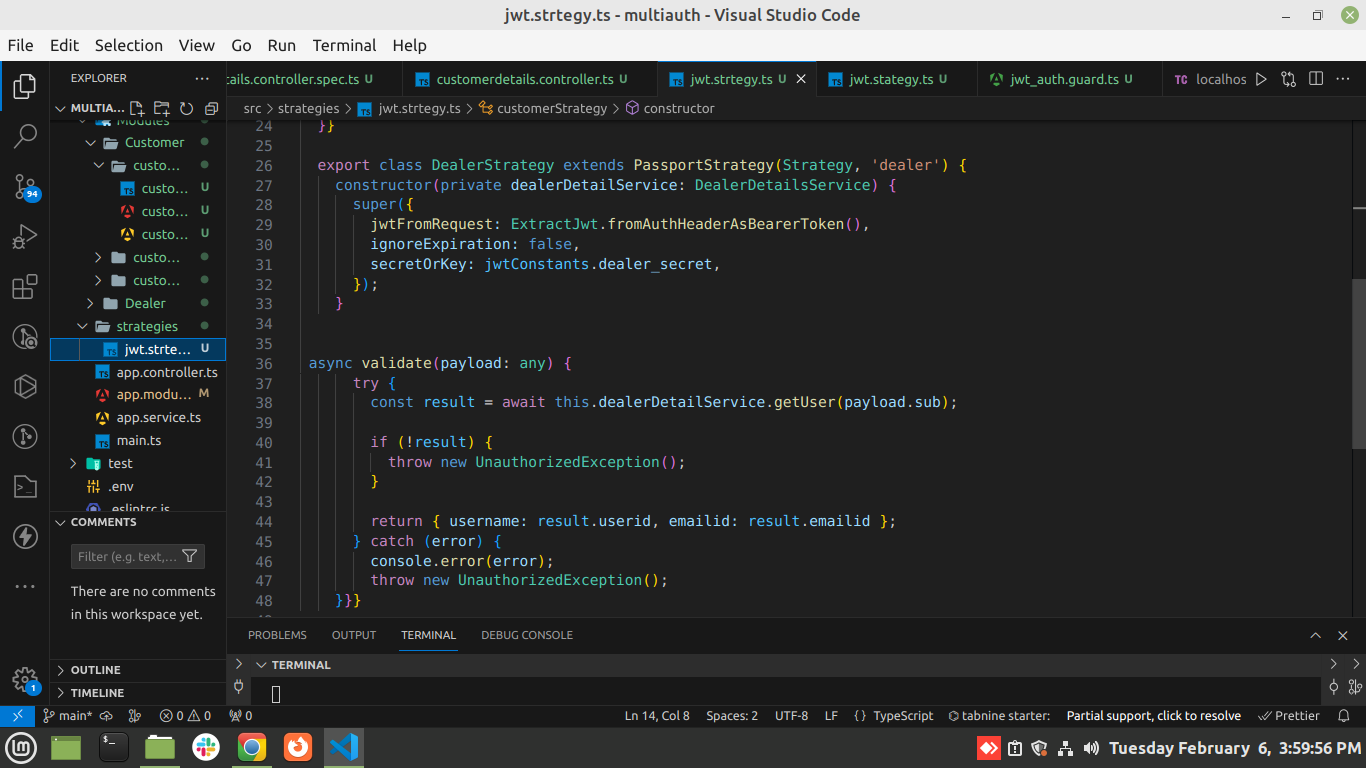 jwt.strtegy.ts - multiauth - Visual Studio Code
File Edit Selection View Go Run Terminal Help
EXPLORER
tails.controller.spec.ts U customerdetails.controller.ts U jwt.strtegy.ts U jwt.stategy.ts U jwt_auth.guard.ts U TC localhos
MULTIA...
src > strategies > TS jwt.strtegy.ts > customerStrategy > constructor
Modules
Customer
custo...
custo... U
custo... U
custo... U
custo...
custo...
Dealer
strategies
jwt.strte... U
app.controller.ts
app.modu... M
app.service.ts
main.ts
test
.env
.eslintrc.js
COMMENTS
Filter (e.g. text,...
There are no comments
in this workspace yet.
OUTLINE
TIMELINE
94
1
24 }}
25
26 export class DealerStrategy extends PassportStrategy(Strategy, 'dealer') {
27 constructor(private dealerDetailService: DealerDetailsService) {
28 super({
29 jwtFromRequest: ExtractJwt.fromAuthHeaderAsBearerToken(),
30 ignoreExpiration: false,
31 secretOrKey: jwtConstants.dealer_secret,
32 });
33 }
34
35
36 async validate(payload: any) {
37 try {
38 const result = await this.dealerDetailService.getUser(payload.sub);
39
40 if (!result) {
41 throw new UnauthorizedException();
42 }
43
44 return { username: result.userid, emailid: result.emailid };
45 } catch (error) {
46 console.error(error);
47 throw new UnauthorizedException();
48 }}}
PROBLEMS OUTPUT TERMINAL DEBUG CONSOLE
TERMINAL
main* 0 0 0 Ln 14, Col 8 Spaces: 2 UTF-8 LF {} TypeScript tabnine starter: Partial support, click to resolve Prettier
Tuesday February 6, 3:59:56 PM